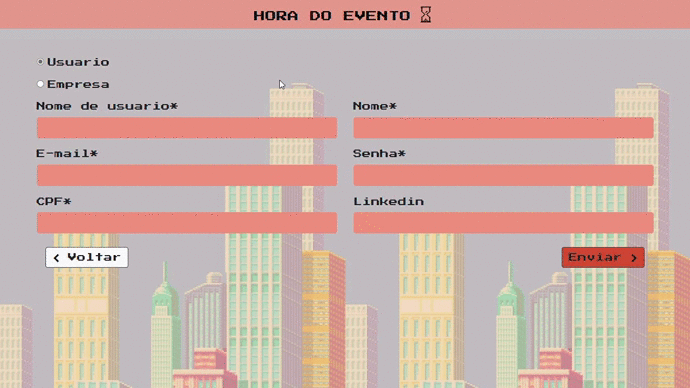 HORA DO EVENTO
Usuario
Empresa
Nome de usuario*
Nome*
E-mail*
Senha*
CPF*
Linkedin
Voltar
Enviar